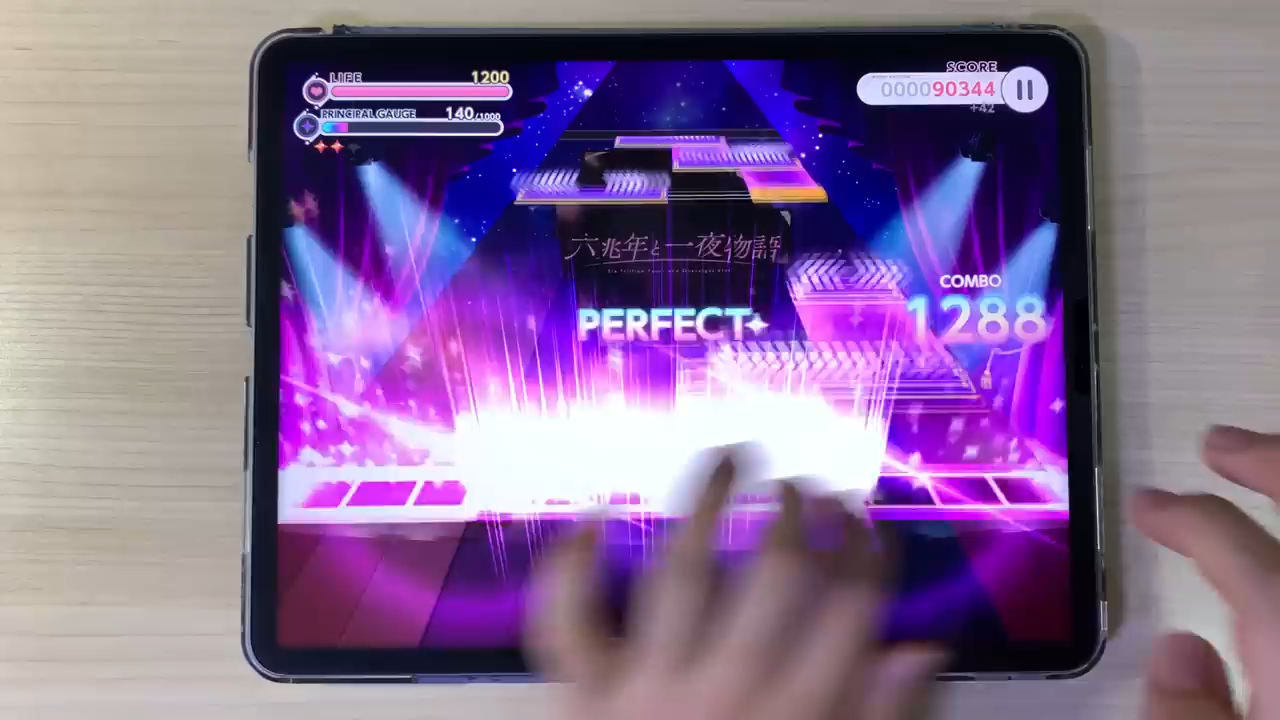 LIFE 1200
PRINCIPAL GAUGE 140/1000
SCORE
000090344
+42
六兆年と一夜物語
COMBO
1288
PERFECT